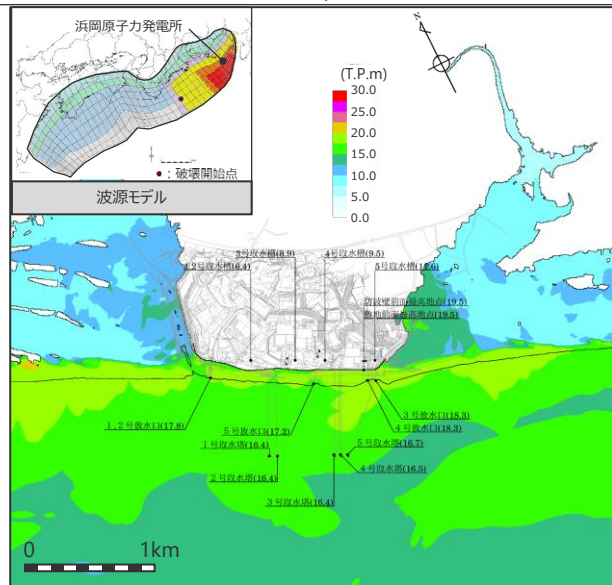 浜岡原子力発電所
●：破壊開始点
波源モデル
N
(T.P.m)
30.0
25.0
20.0
15.0
10.0
5.0
0.0
3号取水槽(8.9)
4号取水槽(9.5)
1,2号取水槽(6.4)
5号取水槽(12.6)
防波壁前面最高地点(19.5)
敷地前面最高地点(19.5)
1，2号放水口(17.8)
5号放水口(17.2)
3号放水口(18.3)
4号放水口(18.3)
1号取水塔(16.4)
5号取水塔(16.7)
2号取水塔(16.4)
4号取水塔(16.5)
3号取水塔(16.4)
0 1km